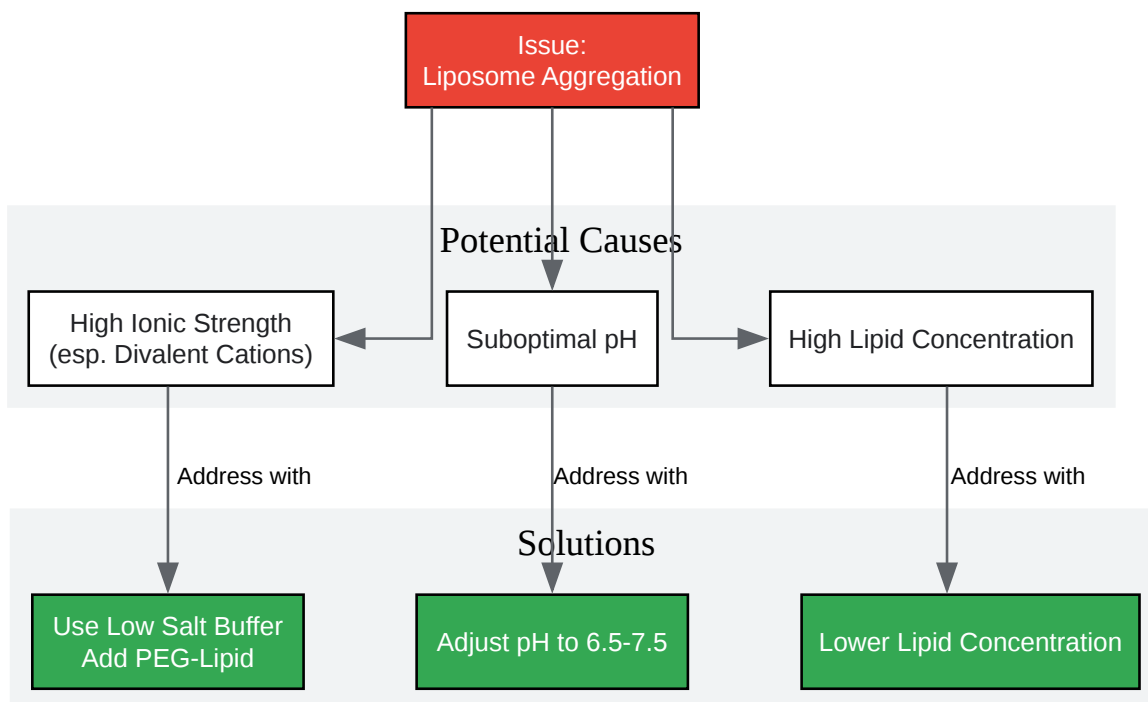 Issue:
Liposome Aggregation
Potential Causes
High Ionic Strength
(esp. Divalent Cations)
Suboptimal pH
High Lipid Concentration
Address with
Address with
Address with
Solutions
Use Low Salt Buffer
Add PEG-Lipid
Adjust pH to 6.5-7.5
Lower Lipid Concentration